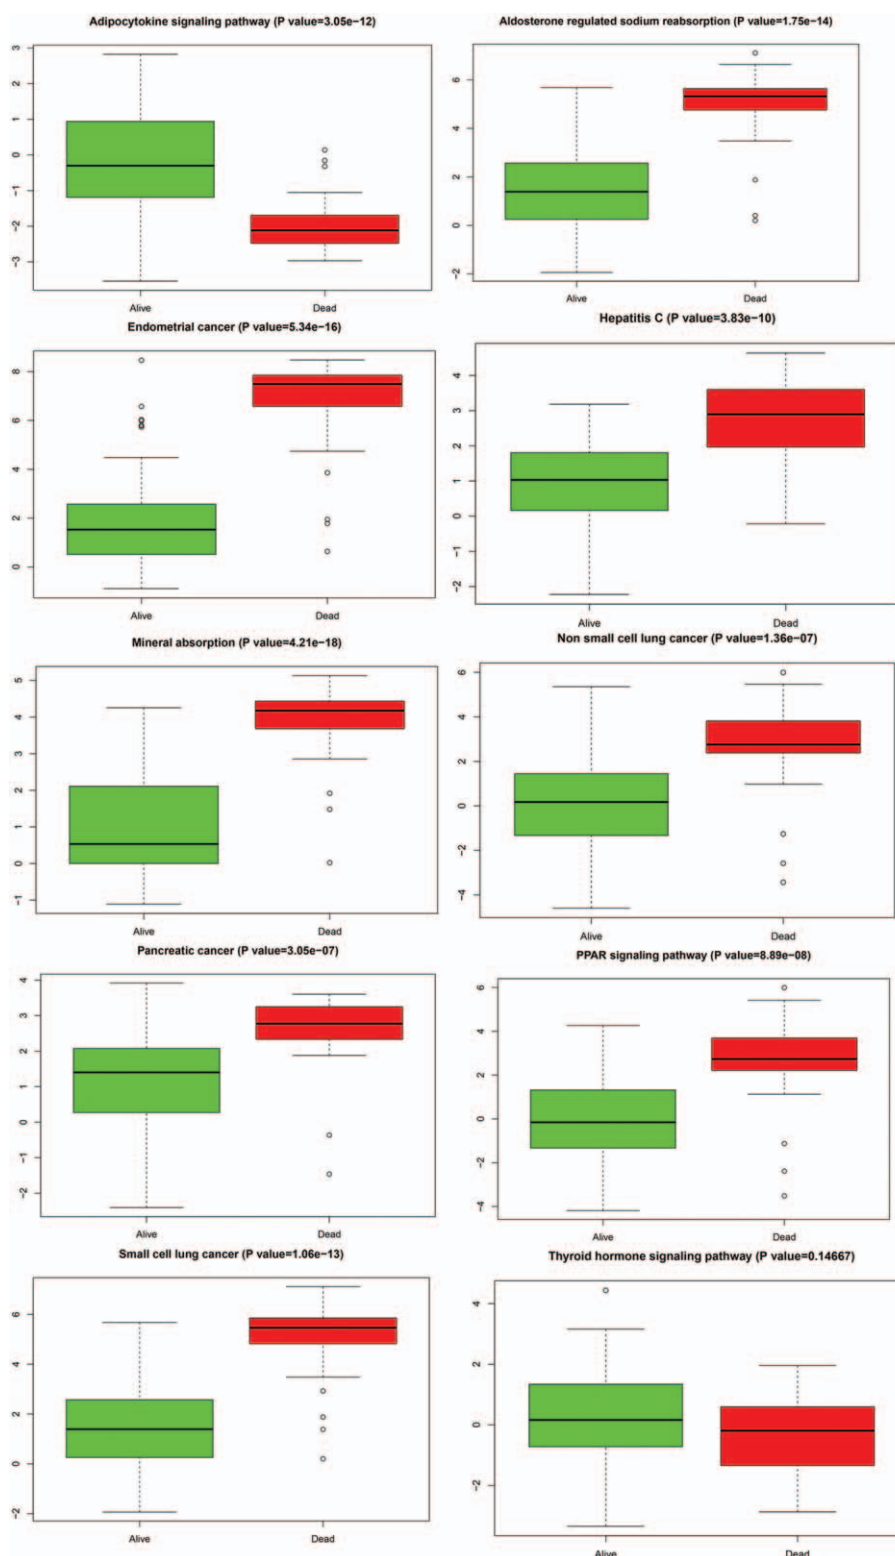 Adipocytokine signaling pathway (P value=3.05e−12)
3
2
1
0
−1
−2
−3
Alive Dead
Aldosterone regulated sodium reabsorption (P value=1.75e−14)
6
4
2
0
−2
Alive Dead
Endometrial cancer (P value=5.34e−16)
8
6
4
2
0
Alive Dead
Hepatitis C (P value=3.83e−10)
4
3
2
1
0
−1
−2
Alive Dead
Mineral absorption (P value=4.21e−18)
5
4
3
2
1
0
−1
Alive Dead
Non small cell lung cancer (P value=1.36e−07)
6
4
2
0
−2
−4
Alive Dead
Pancreatic cancer (P value=3.05e−07)
4
3
2
1
0
−1
−2
Alive Dead
PPAR signaling pathway (P value=8.89e−08)
6
4
2
0
−2
−4
Alive Dead
Small cell lung cancer (P value=1.06e−13)
6
4
2
0
−2
Alive Dead
Thyroid hormone signaling pathway (P value=0.14667)
4
2
0
−2
Alive Dead